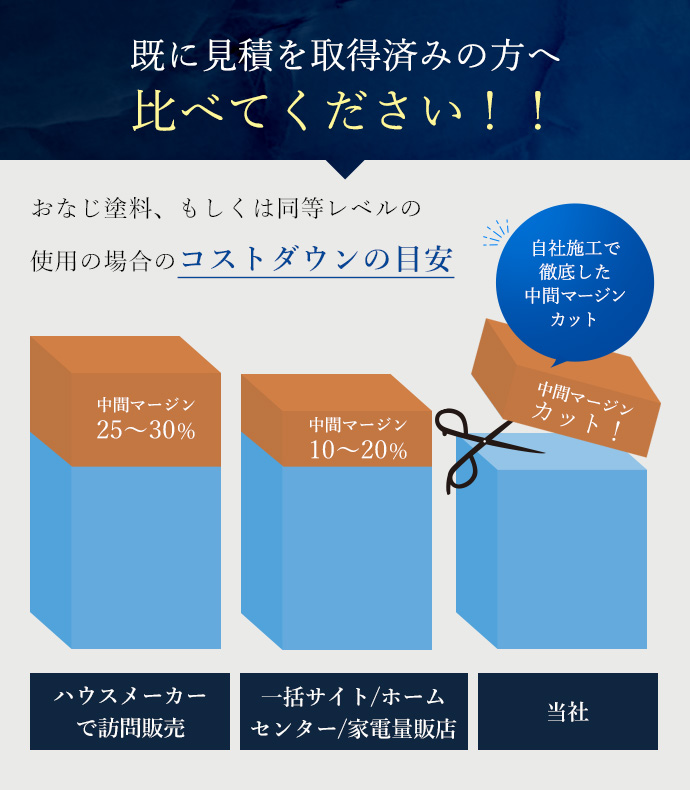 既に見積を取得済みの方へ
比べてください！！
おなじ塗料、もしくは同等レベルの
使用の場合のコストダウンの目安
自社施工で
徹底した
中間マージン
カット
中間マージン
25〜30%
中間マージン
10〜20%
中間マージン
カット！
ハウスメーカー
で訪問販売
一括サイト/ホーム
センター/家電量販店
当社